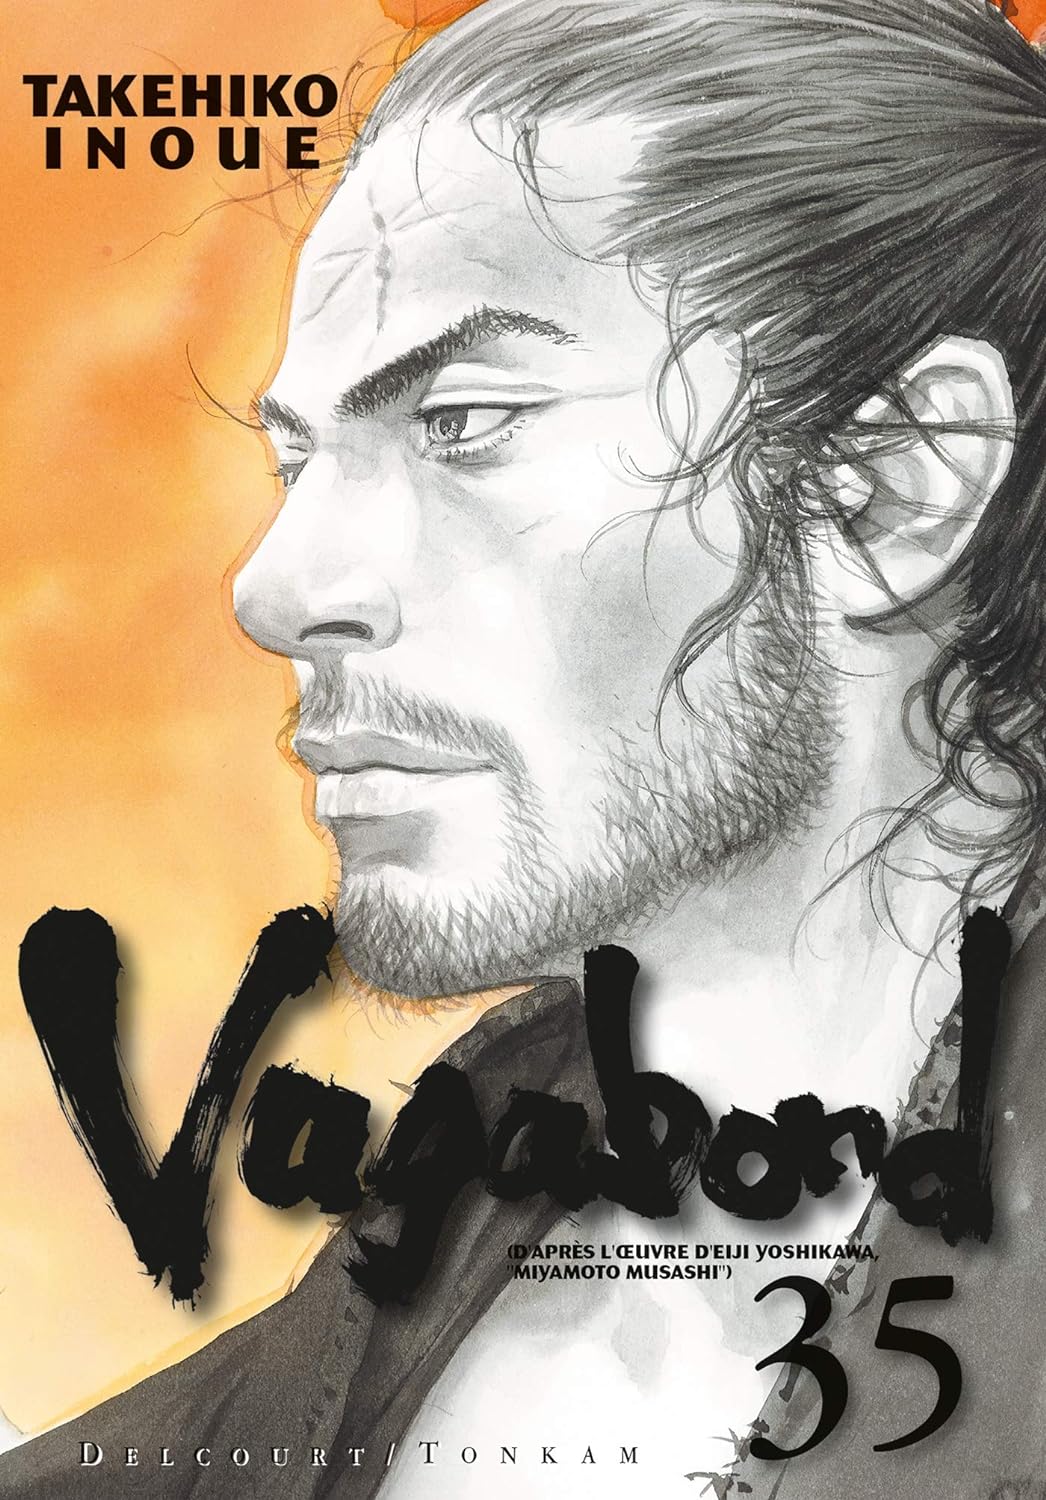 TAKEHIKO
INOUE
Vagabond
(D'APRÈS L'ŒUVRE D'EIJI YOSHIKAWA,
"MIYAMOTO MUSASHI")
35
DELCOURT/TONKAM